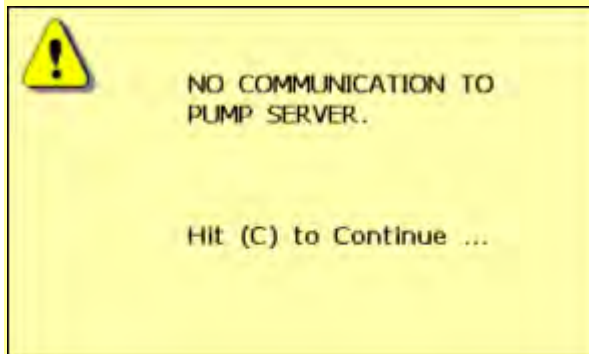 NO COMMUNICATION TO
PUMP SERVER.
Hit (C) to Continue ...